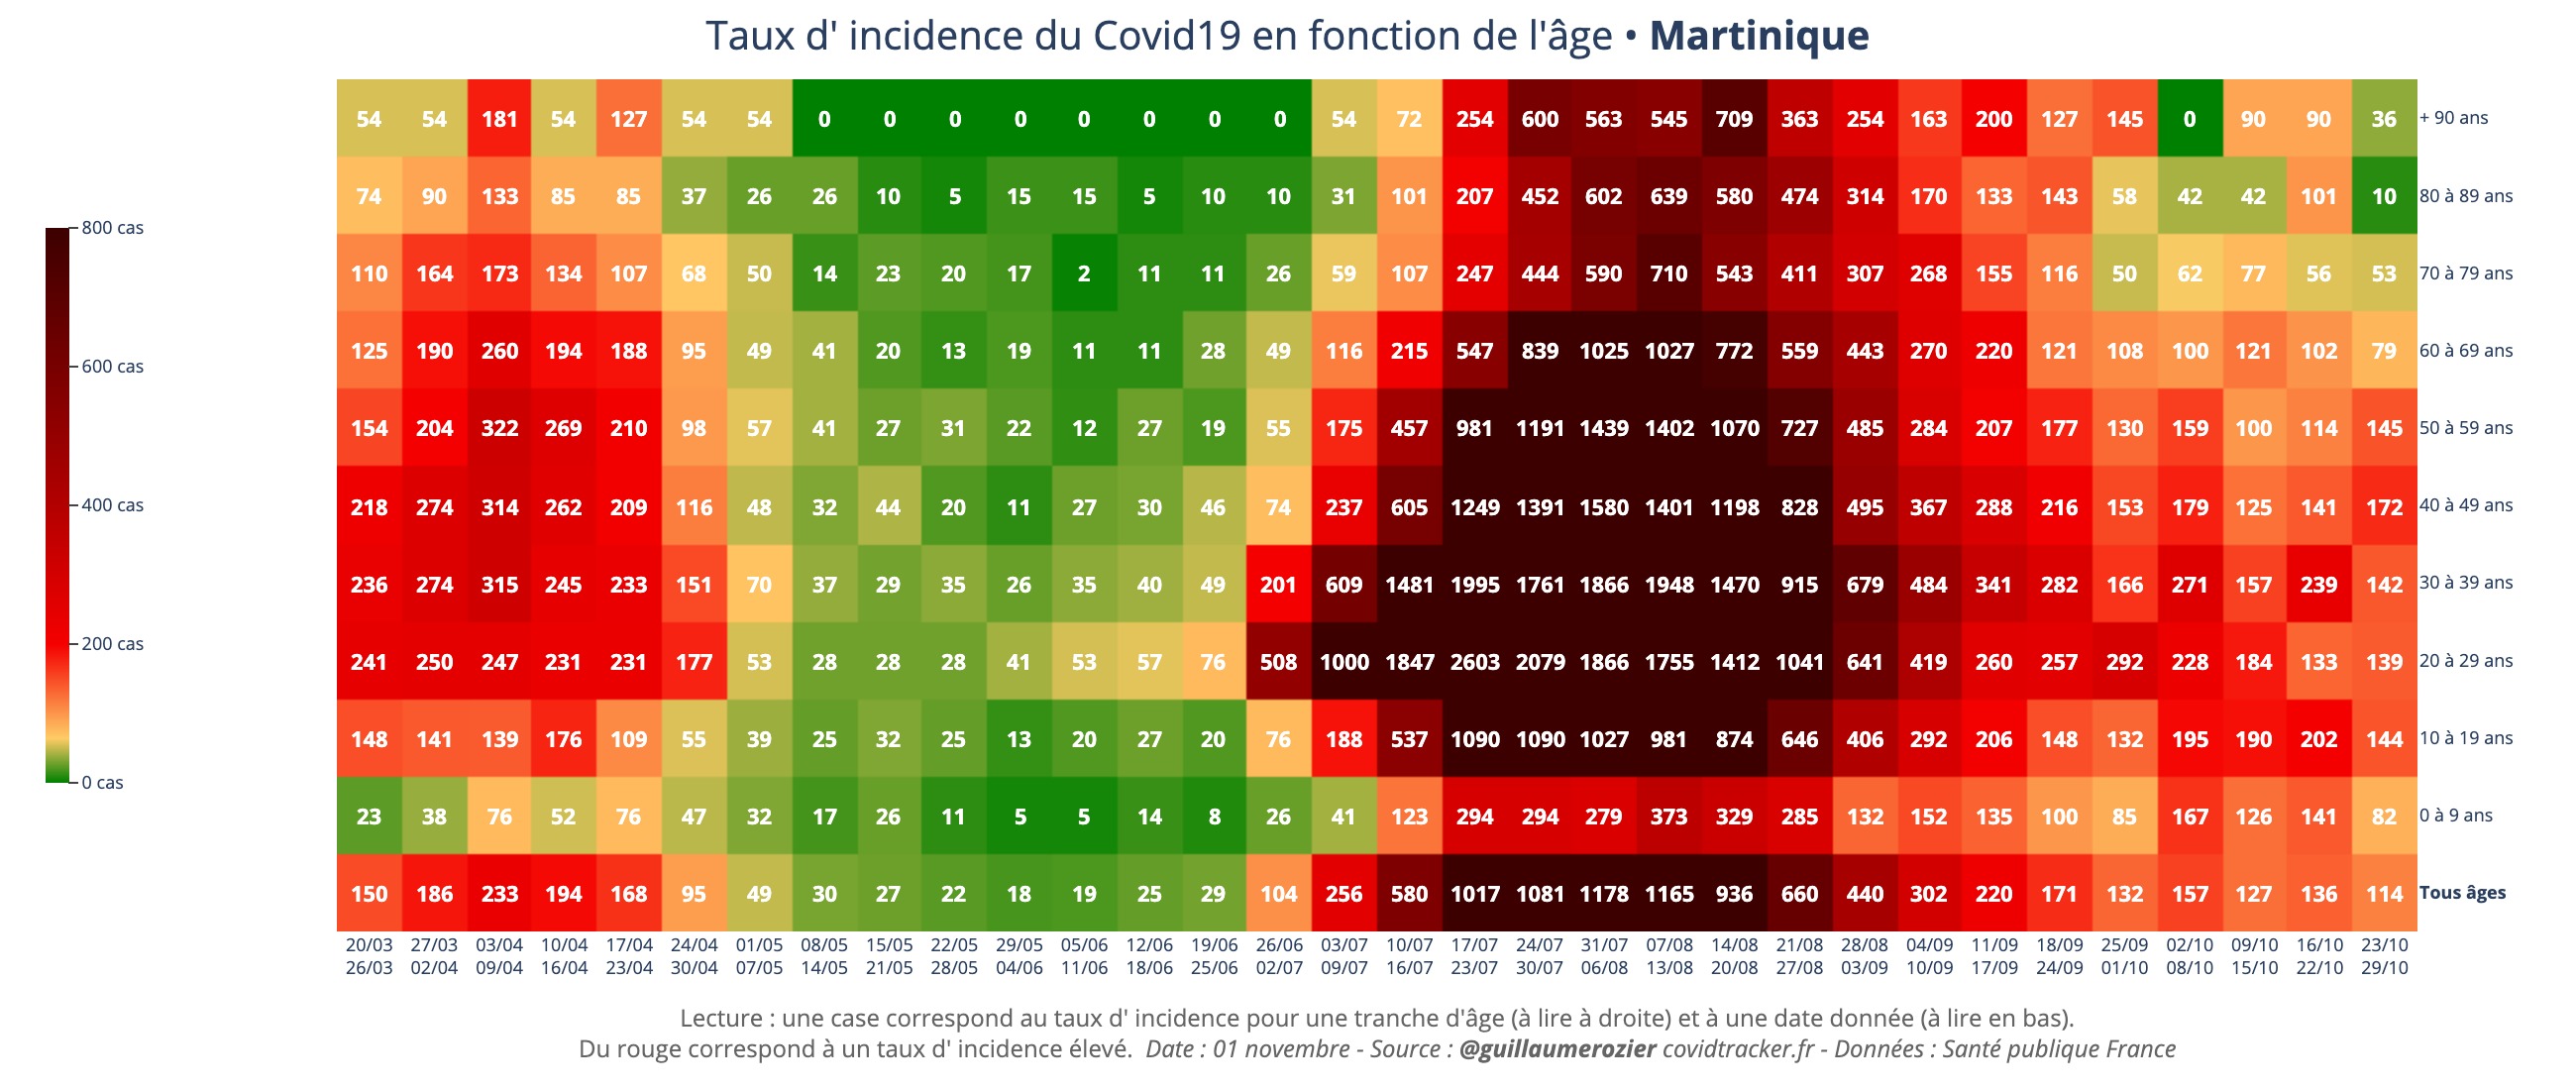 Taux d' incidence du Covid19 en fonction de l'âge • Martinique
54 54 181 54 127 54 54 0 0 0 0 0 0 0 0 54 72 254 600 563 545 709 363 254 163 200 127 145 0 90 90 36 + 90 ans
74 90 133 85 85 37 26 26 10 5 15 15 5 10 10 31 101 207 452 602 639 580 474 314 170 133 143 58 42 42 101 10 80 à 89 ans
800 cas
110 164 173 134 107 68 50 14 23 20 17 2 11 11 26 59 107 247 444 590 710 543 411 307 268 155 116 50 62 77 56 53 70 à 79 ans
125 190 260 194 188 95 49 41 20 13 19 11 11 28 49 116 215 547 839 1025 1027 772 559 443 270 220 121 108 100 121 102 79 60 à 69 ans
600 cas
154 204 322 269 210 98 57 41 27 31 22 12 27 19 55 175 457 981 1191 1439 1402 1070 727 485 284 207 177 130 159 100 114 145 50 à 59 ans
400 cas
218 274 314 262 209 116 48 32 44 20 11 27 30 46 74 237 605 1249 1391 1580 1401 1198 828 495 367 288 216 153 179 125 141 172 40 à 49 ans
236 274 315 245 233 151 70 37 29 35 26 35 40 49 201 609 1481 1995 1761 1866 1948 1470 915 679 484 341 282 166 271 157 239 142 30 à 39 ans
200 cas
241 250 247 231 231 177 53 28 28 28 41 53 57 76 508 1000 1847 2603 2079 1866 1755 1412 1041 641 419 260 257 292 228 184 133 139 20 à 29 ans
148 141 139 176 109 55 39 25 32 25 13 20 27 20 76 188 537 1090 1090 1027 981 874 646 406 292 206 148 132 195 190 202 144 10 à 19 ans
0 cas
23 38 76 52 76 47 32 17 26 11 5 5 14 8 26 41 123 294 294 279 373 329 285 132 152 135 100 85 167 126 141 82 0 à 9 ans
150 186 233 194 168 95 49 30 27 22 18 19 25 29 104 256 580 1017 1081 1178 1165 936 660 440 302 220 171 132 157 127 136 114 Tous âges
20/03 27/03 03/04 10/04 17/04 24/04 01/05 08/05 15/05 22/05 29/05 05/06 12/06 19/06 26/06 03/07 10/07 17/07 24/07 31/07 07/08 14/08 21/08 28/08 04/09 11/09 18/09 25/09 02/10 09/10 16/10 23/10
26/03 02/04 09/04 16/04 23/04 30/04 07/05 14/05 21/05 28/05 04/06 11/06 18/06 25/06 02/07 09/07 16/07 23/07 30/07 06/08 13/08 20/08 27/08 03/09 10/09 17/09 24/09 01/10 08/10 15/10 22/10 29/10
Lecture : une case correspond au taux d' incidence pour une tranche d'âge (à lire à droite) et à une date donnée (à lire en bas).
Du rouge correspond à un taux d' incidence élevé. Date : 01 novembre - Source : @guillaumerozier covidtracker.fr - Données : Santé publique France